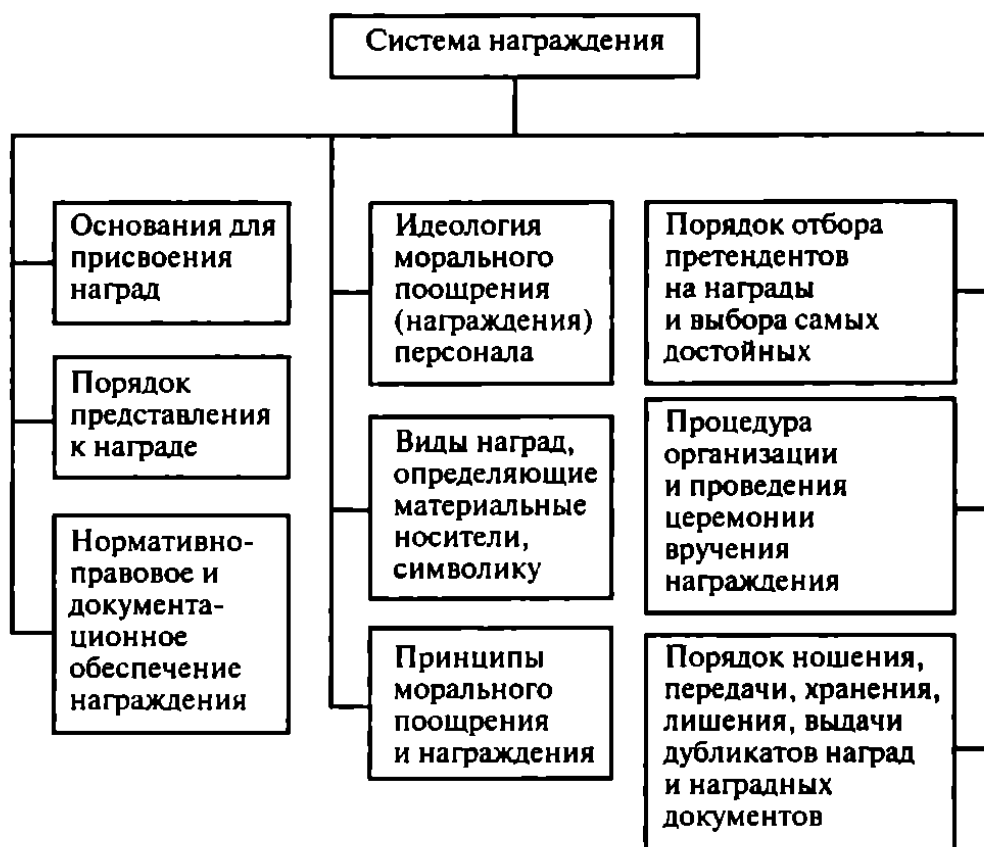 Система награждения
Основания для
присвоения
наград
Порядок
представления
к награде
Нормативно-
правовое и
документа-
ционное
обеспечение
награждения
Идеология
морального
поощрения
(награждения)
персонала
Виды наград,
определяющие
материальные
носители,
символику
Принципы
морального
поощрения
и награждения
Порядок отбора
претендентов
на награды
и выбора самых
достойных
Процедура
организации
и проведения
церемонии
вручения
награждения
Порядок ношения,
передачи, хранения,
лишения, выдачи
дубликатов наград
и наградных
документов